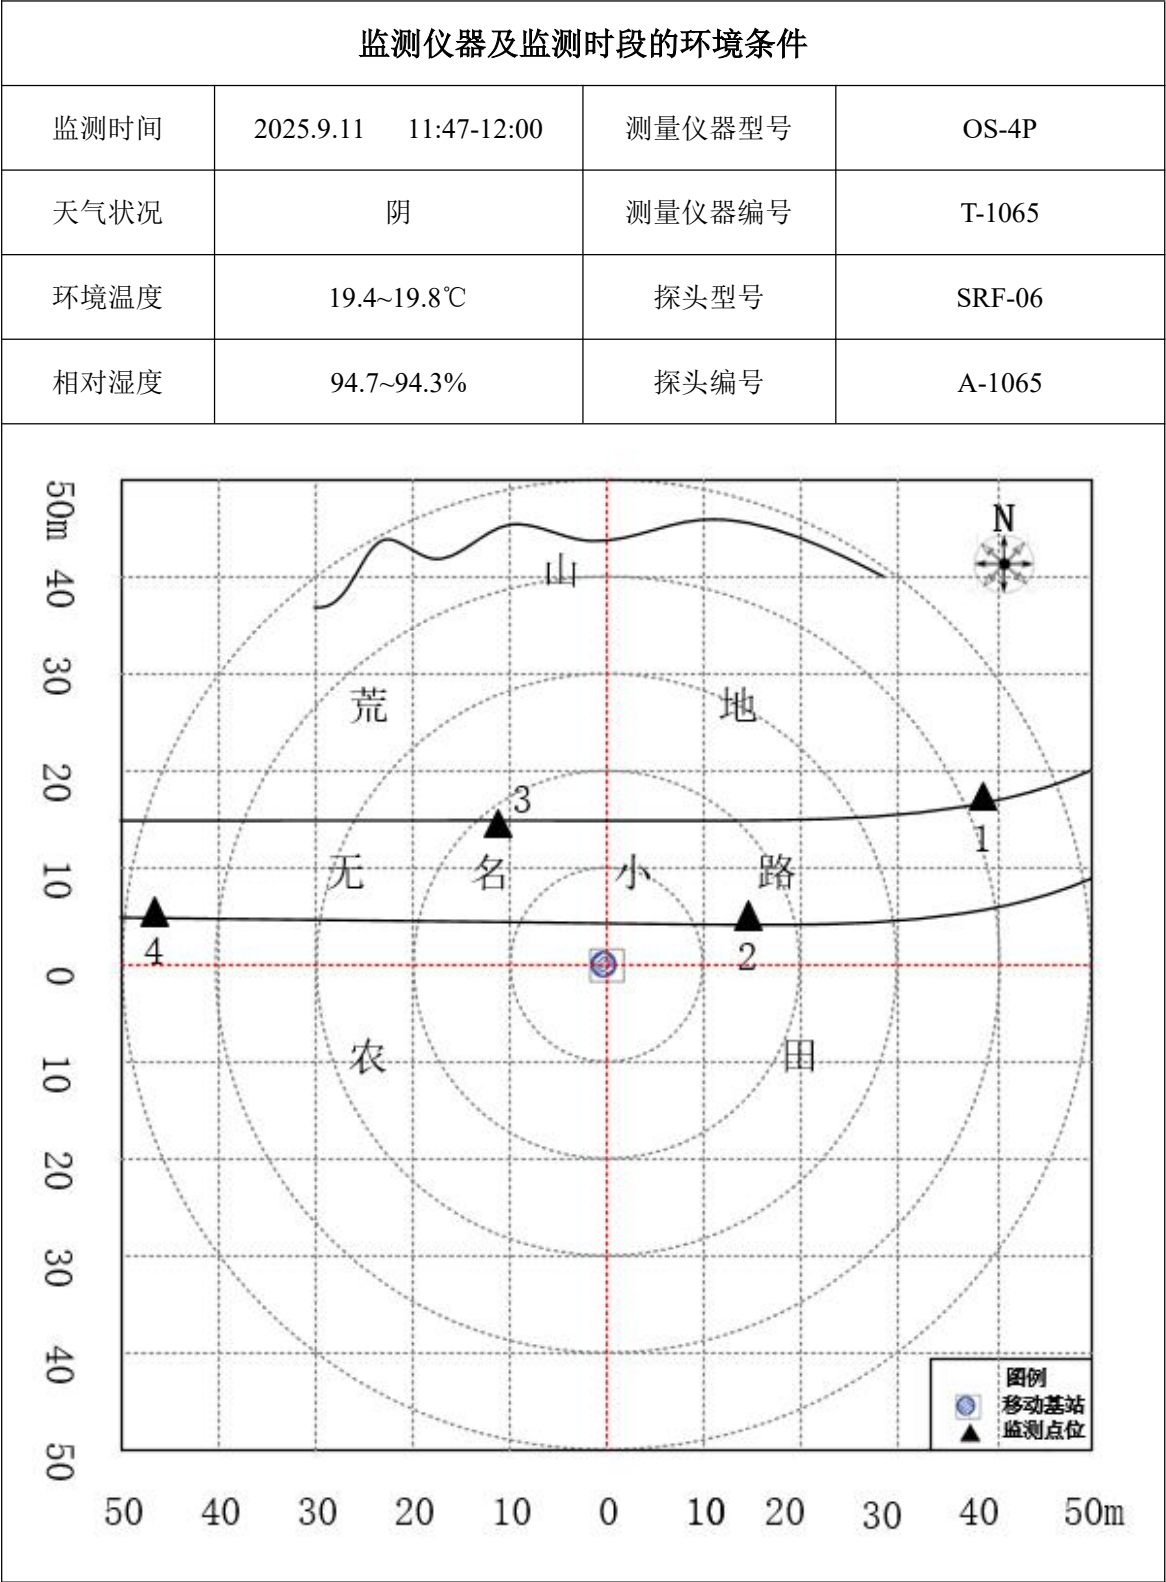 监测仪器及监测时段的环境条件
监测时间 2025.9.11 11:47-12:00 测量仪器型号 OS-4P
天气状况 阴 测量仪器编号 T-1065
环境温度 19.4~19.8℃ 探头型号 SRF-06
相对湿度 94.7~94.3% 探头编号 A-1065
50m
N
山
40
30
荒 地
20
3
1
10
无 名 小 路
4
2
0
农 田
10
20
30
40
图例
移动基站
监测点位
50
50 40 30 20 10 0 10 20 30 40 50m